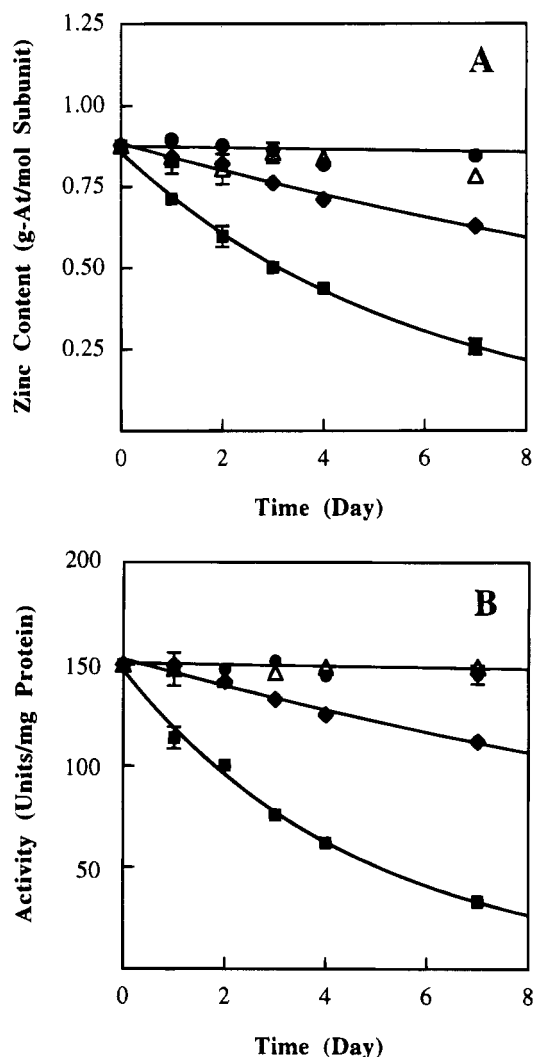 A
Zinc Content (g-At/mol Subunit)
1.25
1.00
0.75
0.50
0.25
0 2 4 6 8
Time (Day)
B
Activity (Units/mg Protein)
200
150
100
50
0 2 4 6 8
Time (Day)